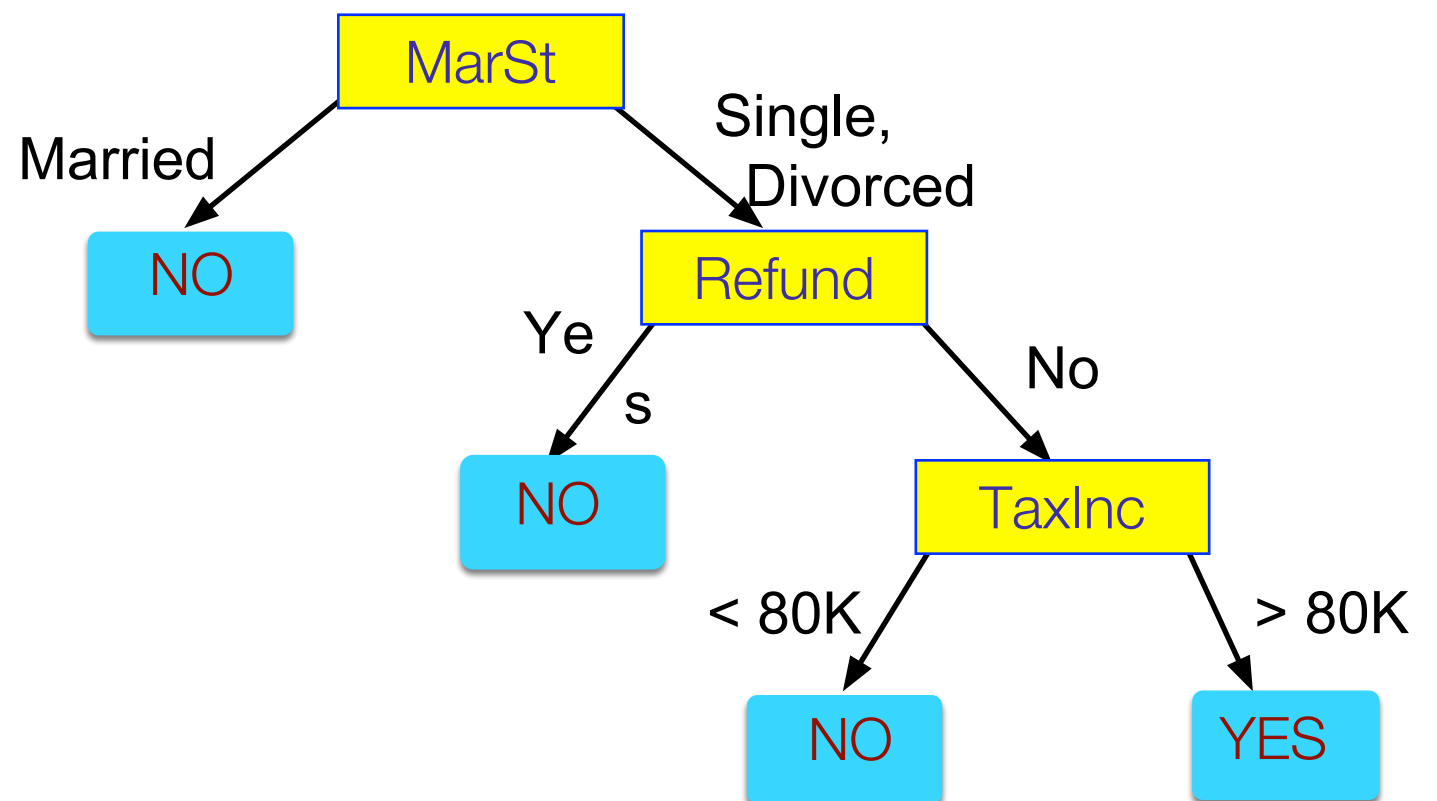 MarSt
Married
Single,
Divorced
NO
Refund
Ye
s
No
NO
TaxInc
< 80K
> 80K
NO
YES